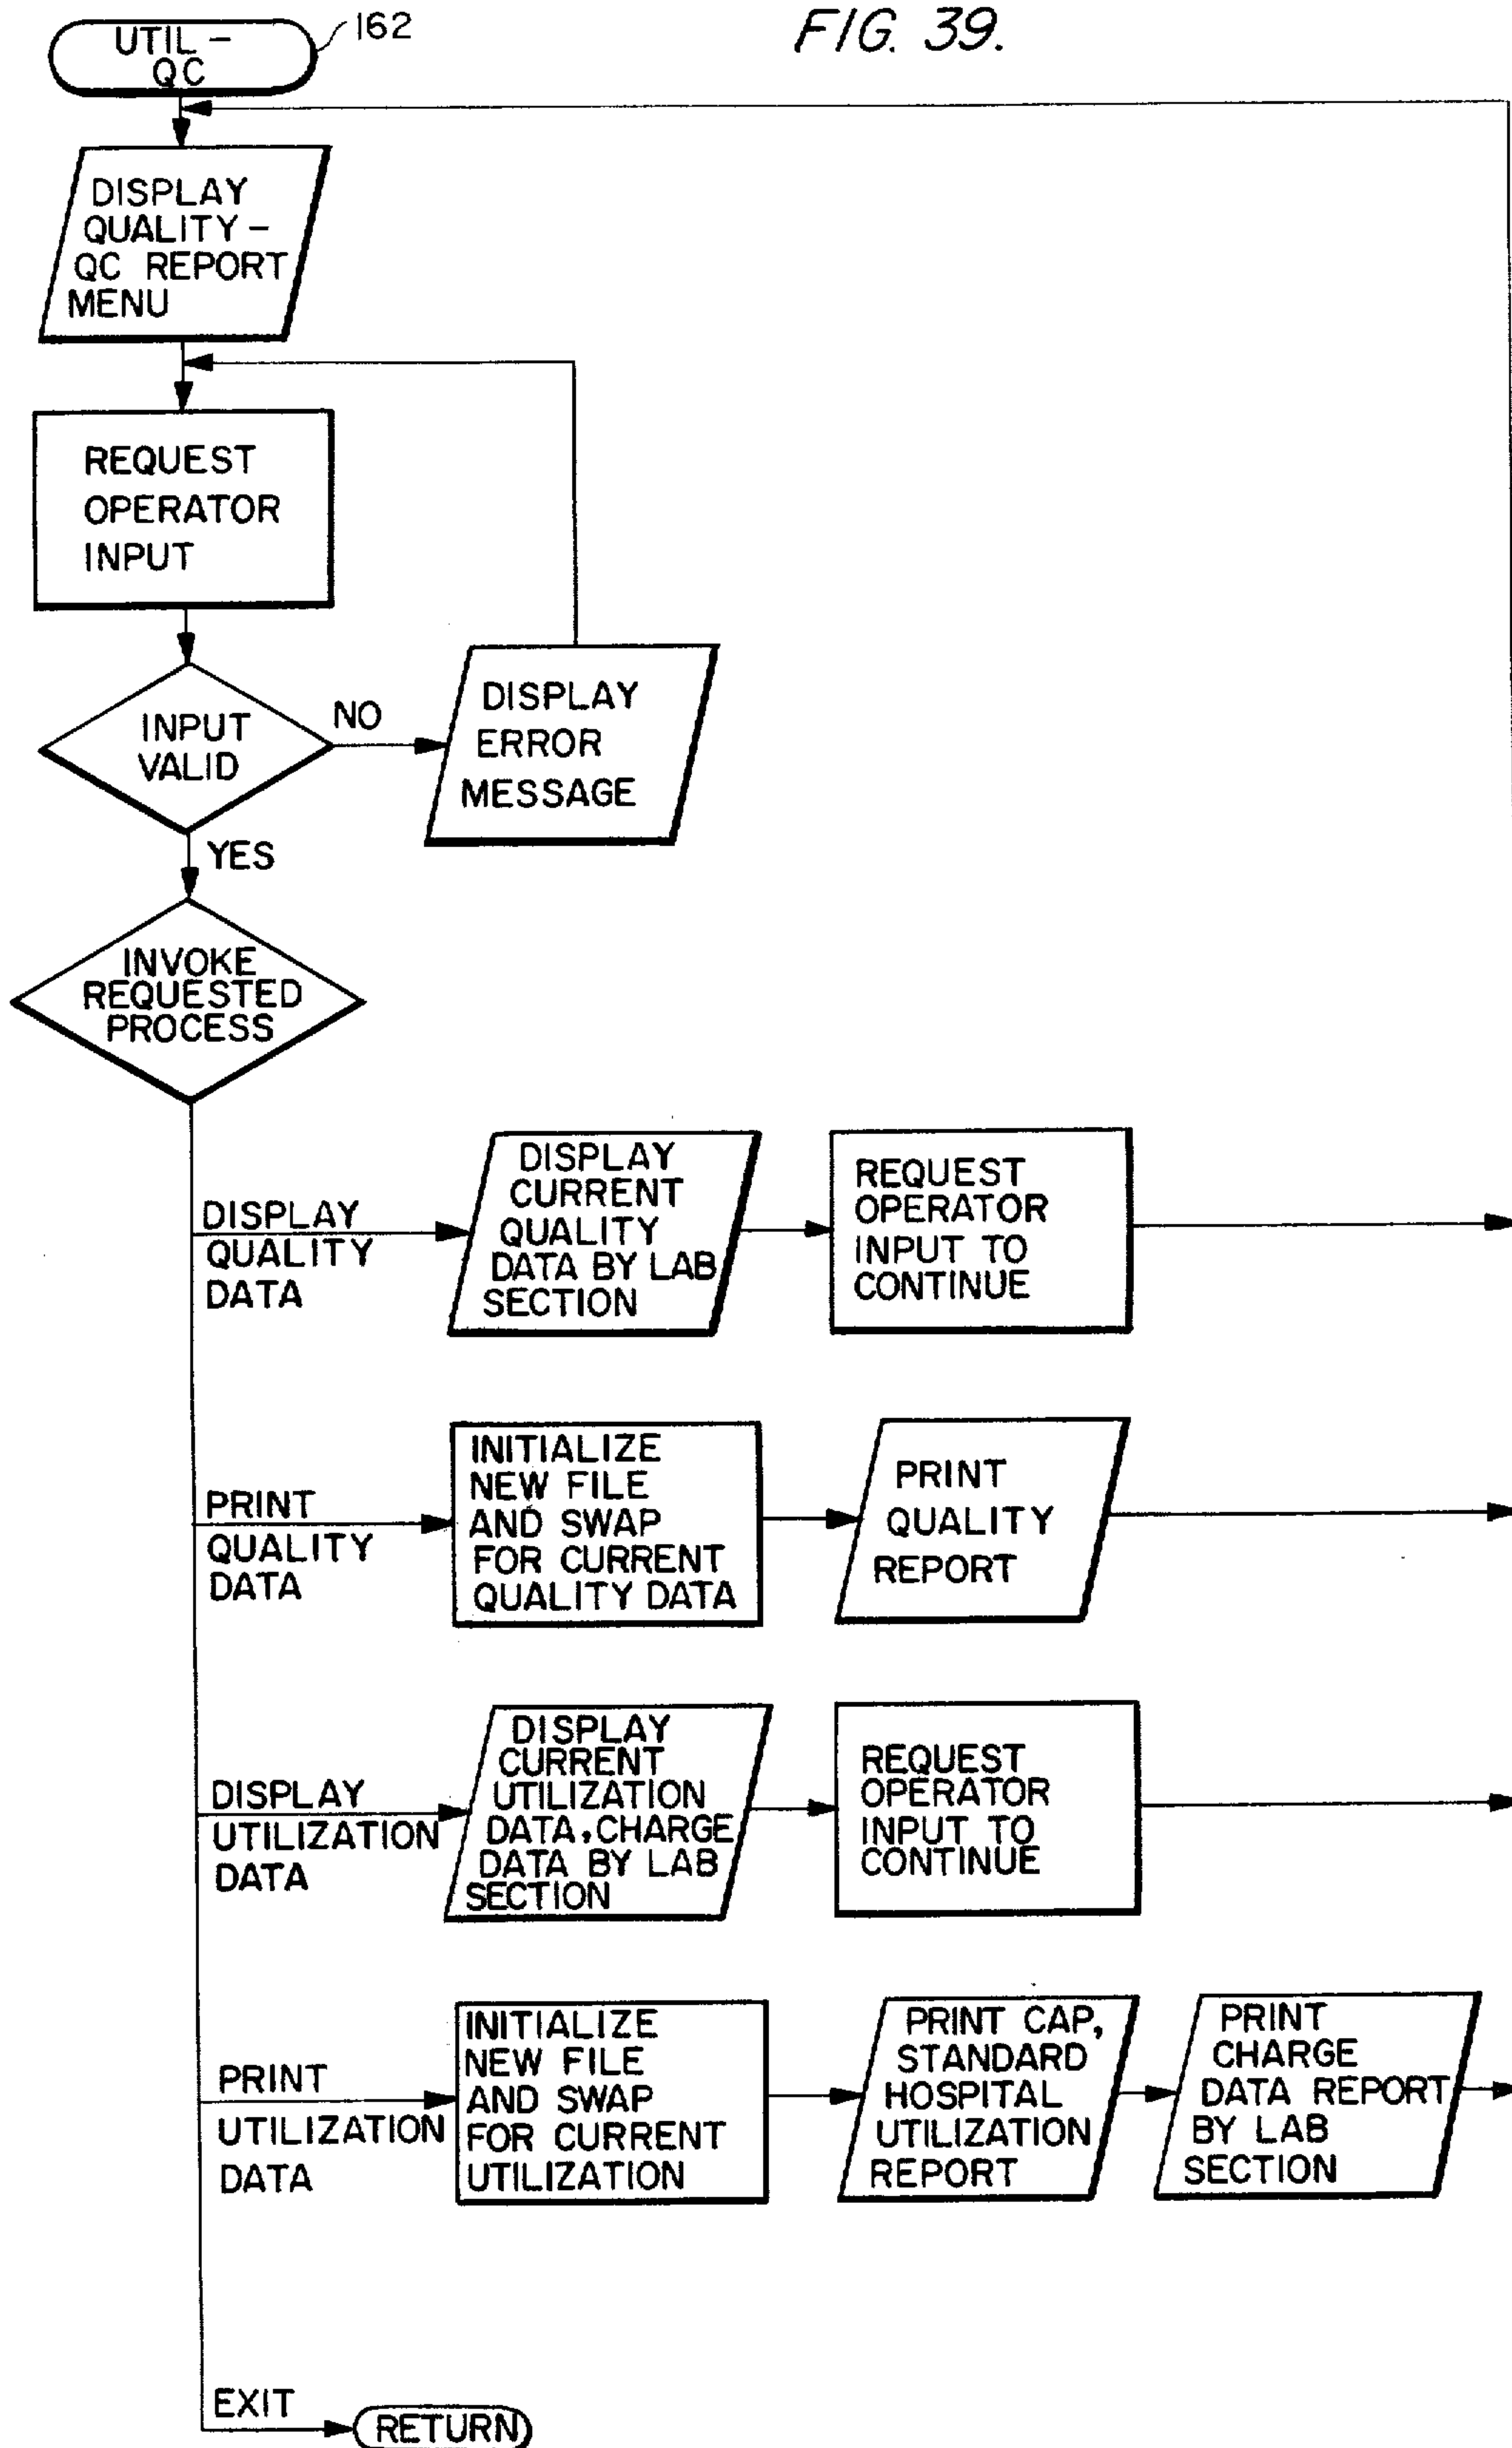 FIG. 39.
UTIL -
QC
162
DISPLAY
QUALITY -
QC REPORT
MENU
REQUEST
OPERATOR
INPUT
INPUT
VALID
NO
DISPLAY
ERROR
MESSAGE
YES
INVOKE
REQUESTED
PROCESS
DISPLAY
QUALITY
DATA
DISPLAY
CURRENT
QUALITY
DATA BY LAB
SECTION
REQUEST
OPERATOR
INPUT TO
CONTINUE
PRINT
QUALITY
DATA
INITIALIZE
NEW FILE
AND SWAP
FOR CURRENT
QUALITY DATA
PRINT
QUALITY
REPORT
DISPLAY
UTILIZATION
DATA
DISPLAY
CURRENT
UTILIZATION
DATA, CHARGE
DATA BY LAB
SECTION
REQUEST
OPERATOR
INPUT TO
CONTINUE
PRINT
UTILIZATION
DATA
INITIALIZE
NEW FILE
AND SWAP
FOR CURRENT
UTILIZATION
PRINT CAP,
STANDARD
HOSPITAL
UTILIZATION
REPORT
PRINT
CHARGE
DATA REPORT
BY LAB
SECTION
EXIT
RETURN